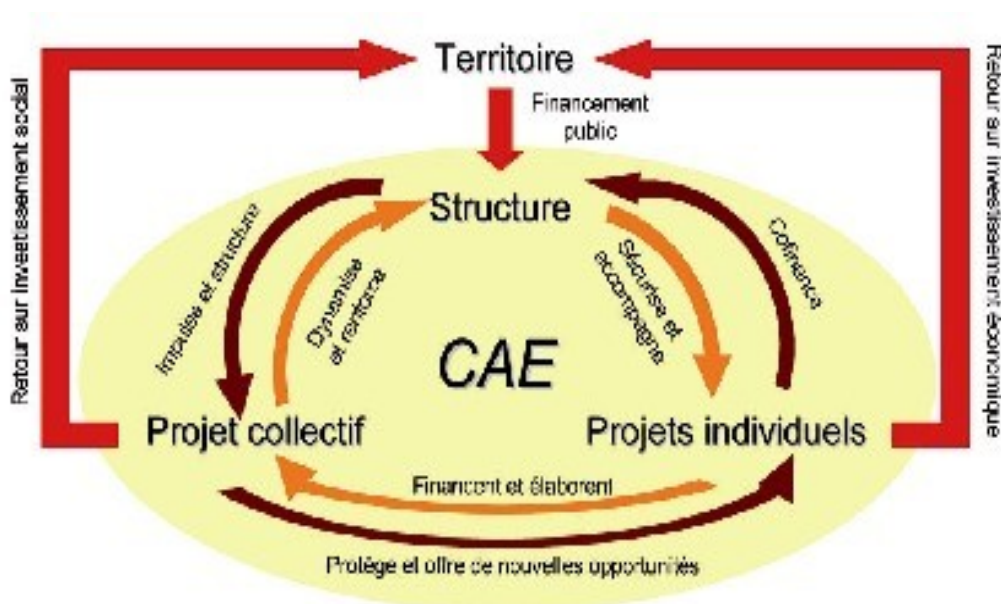 Territoire
Financement
public
Retour sur investissement social
Retour sur investissement économique
Structure
Impulse et structure
Dynamise
et renforce
Sécurise et
accompagne
Cofinance
CAE
Projet collectif
Projets individuels
Financent et élaborent
Protège et offre de nouvelles opportunités